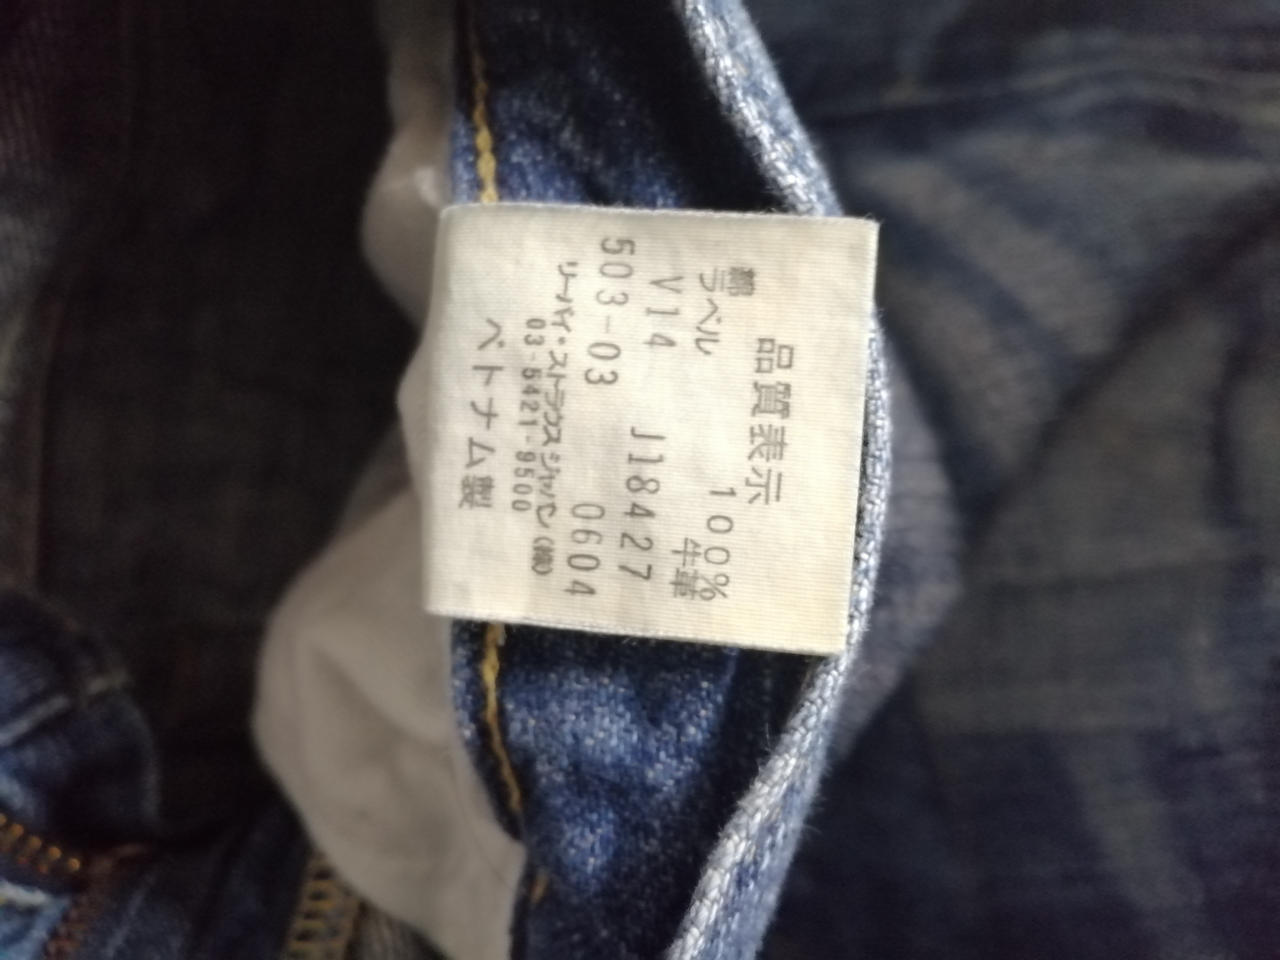 品質表示
綿 100%
ラベル 牛革
V14 J18427
503-03 0604
リーバイ・ストラウス ジャパン(株)
03-5421-9500
ベトナム製